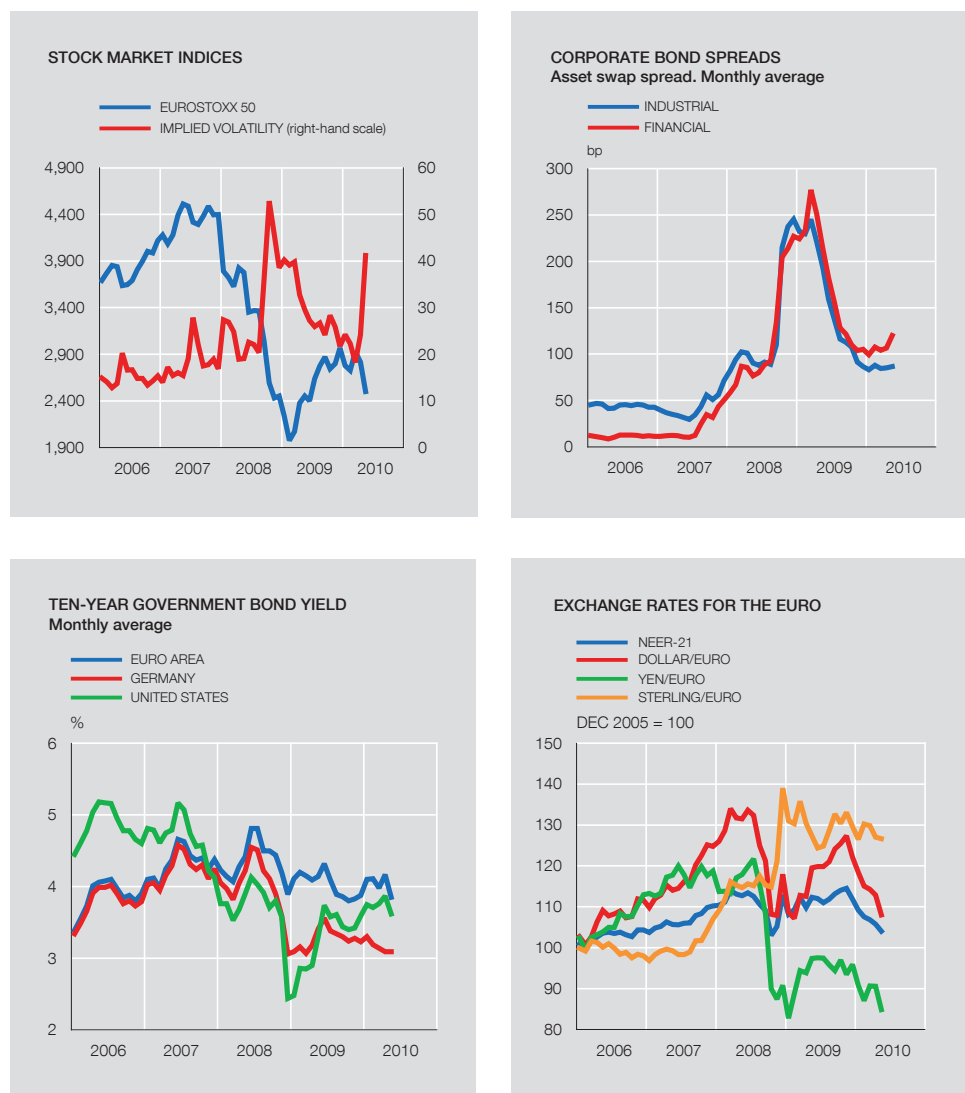 STOCK MARKET INDICES
EUROSTOXX 50
IMPLIED VOLATILITY (right-hand scale)
4,900 60
4,400 50
3,900 40
3,400 30
2,900 20
2,400 10
1,900 0
2006 2007 2008 2009 2010
CORPORATE BOND SPREADS
Asset swap spread. Monthly average
INDUSTRIAL
FINANCIAL
bp
300
250
200
150
100
50
0
2006 2007 2008 2009 2010
TEN-YEAR GOVERNMENT BOND YIELD
Monthly average
EURO AREA
GERMANY
UNITED STATES
%
6
5
4
3
2
2006 2007 2008 2009 2010
EXCHANGE RATES FOR THE EURO
NEER-21
DOLLAR/EURO
YEN/EURO
STERLING/EURO
DEC 2005 = 100
150
140
130
120
110
100
90
80
2006 2007 2008 2009 2010